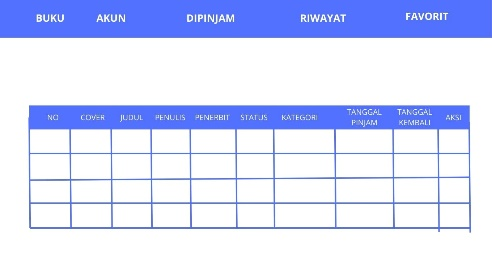 BUKU AKUN DIPINJAM RIWAYAT FAVORIT
NO COVER JUDUL PENULIS PENERBIT STATUS KATEGORI TANGGAL PINJAM TANGGAL KEMBALI AKSI